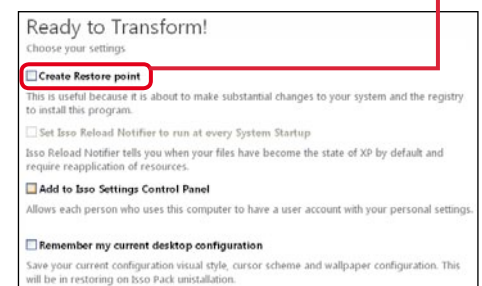 Ready to Transform!
Choose your settings
Create Restore point
This is useful because it is about to make substantial changes to your system and the registry
to install this program.
Set Isso Reload Notifier to run at every System Startup
Isso Reload Notifier tells you when your files have become the state of XP by default and
require reapplication of resources.
Add to Isso Settings Control Panel
Allows each person who uses this computer to have a user account with your personal settings.
Remember my current desktop configuration
Save your current configuration visual style, cursor scheme and wallpaper configuration. This
will be in restoring on Isso Pack unistallation.